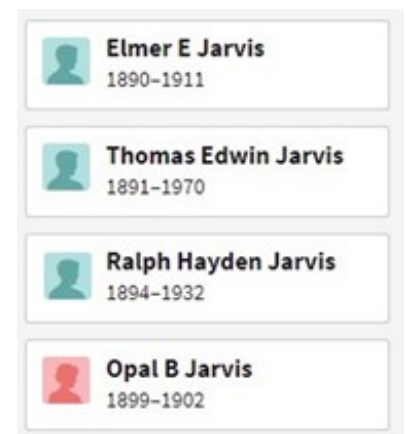 Elmer E Jarvis
1890–1911
Thomas Edwin Jarvis
1891–1970
Ralph Hayden Jarvis
1894–1932
Opal B Jarvis
1899–1902